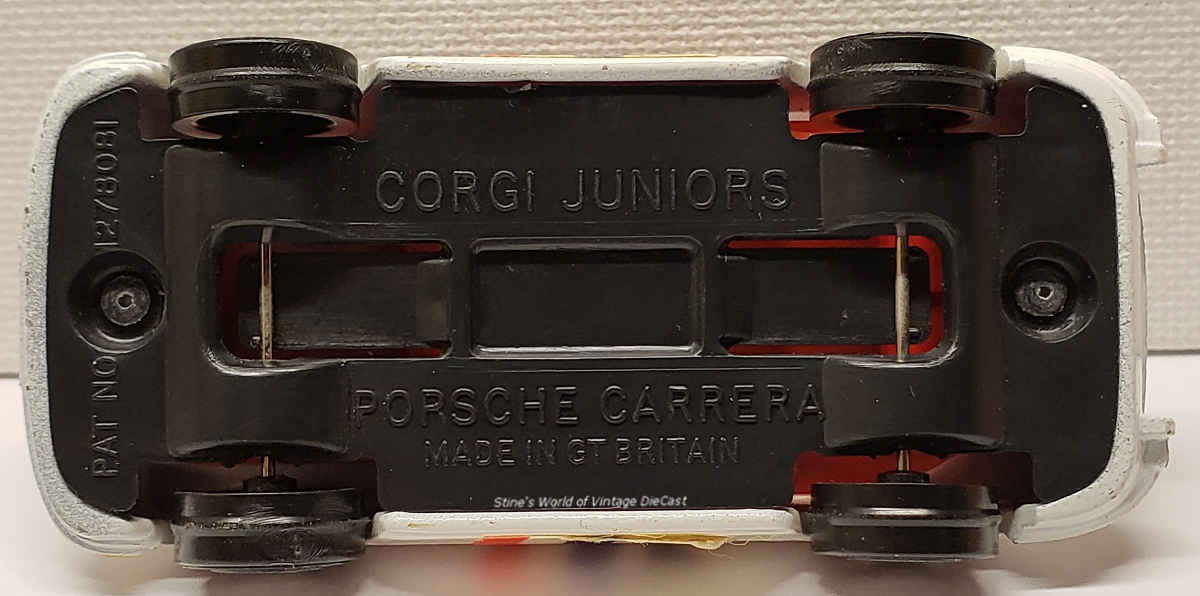 CORGI JUNIORS
PORSCHE CARRERA
MADE IN GT BRITAIN
PAT NO 1278081
Stine's World of Vintage DieCast